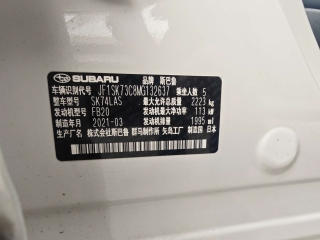 SUBARU 品牌 斯巴鲁
车辆识别代号 JF1SK73C8MG132637 乘坐人数 5
整车型号 SK74LAS 最大允许总质量 2223 kg
发动机型号 FB20 发动机最大净功率 113 kW
制造年月 2021-03 发动机排量 1995 ml
生产厂名 株式会社斯巴鲁 群马制作所 矢岛工厂 制造国 日本